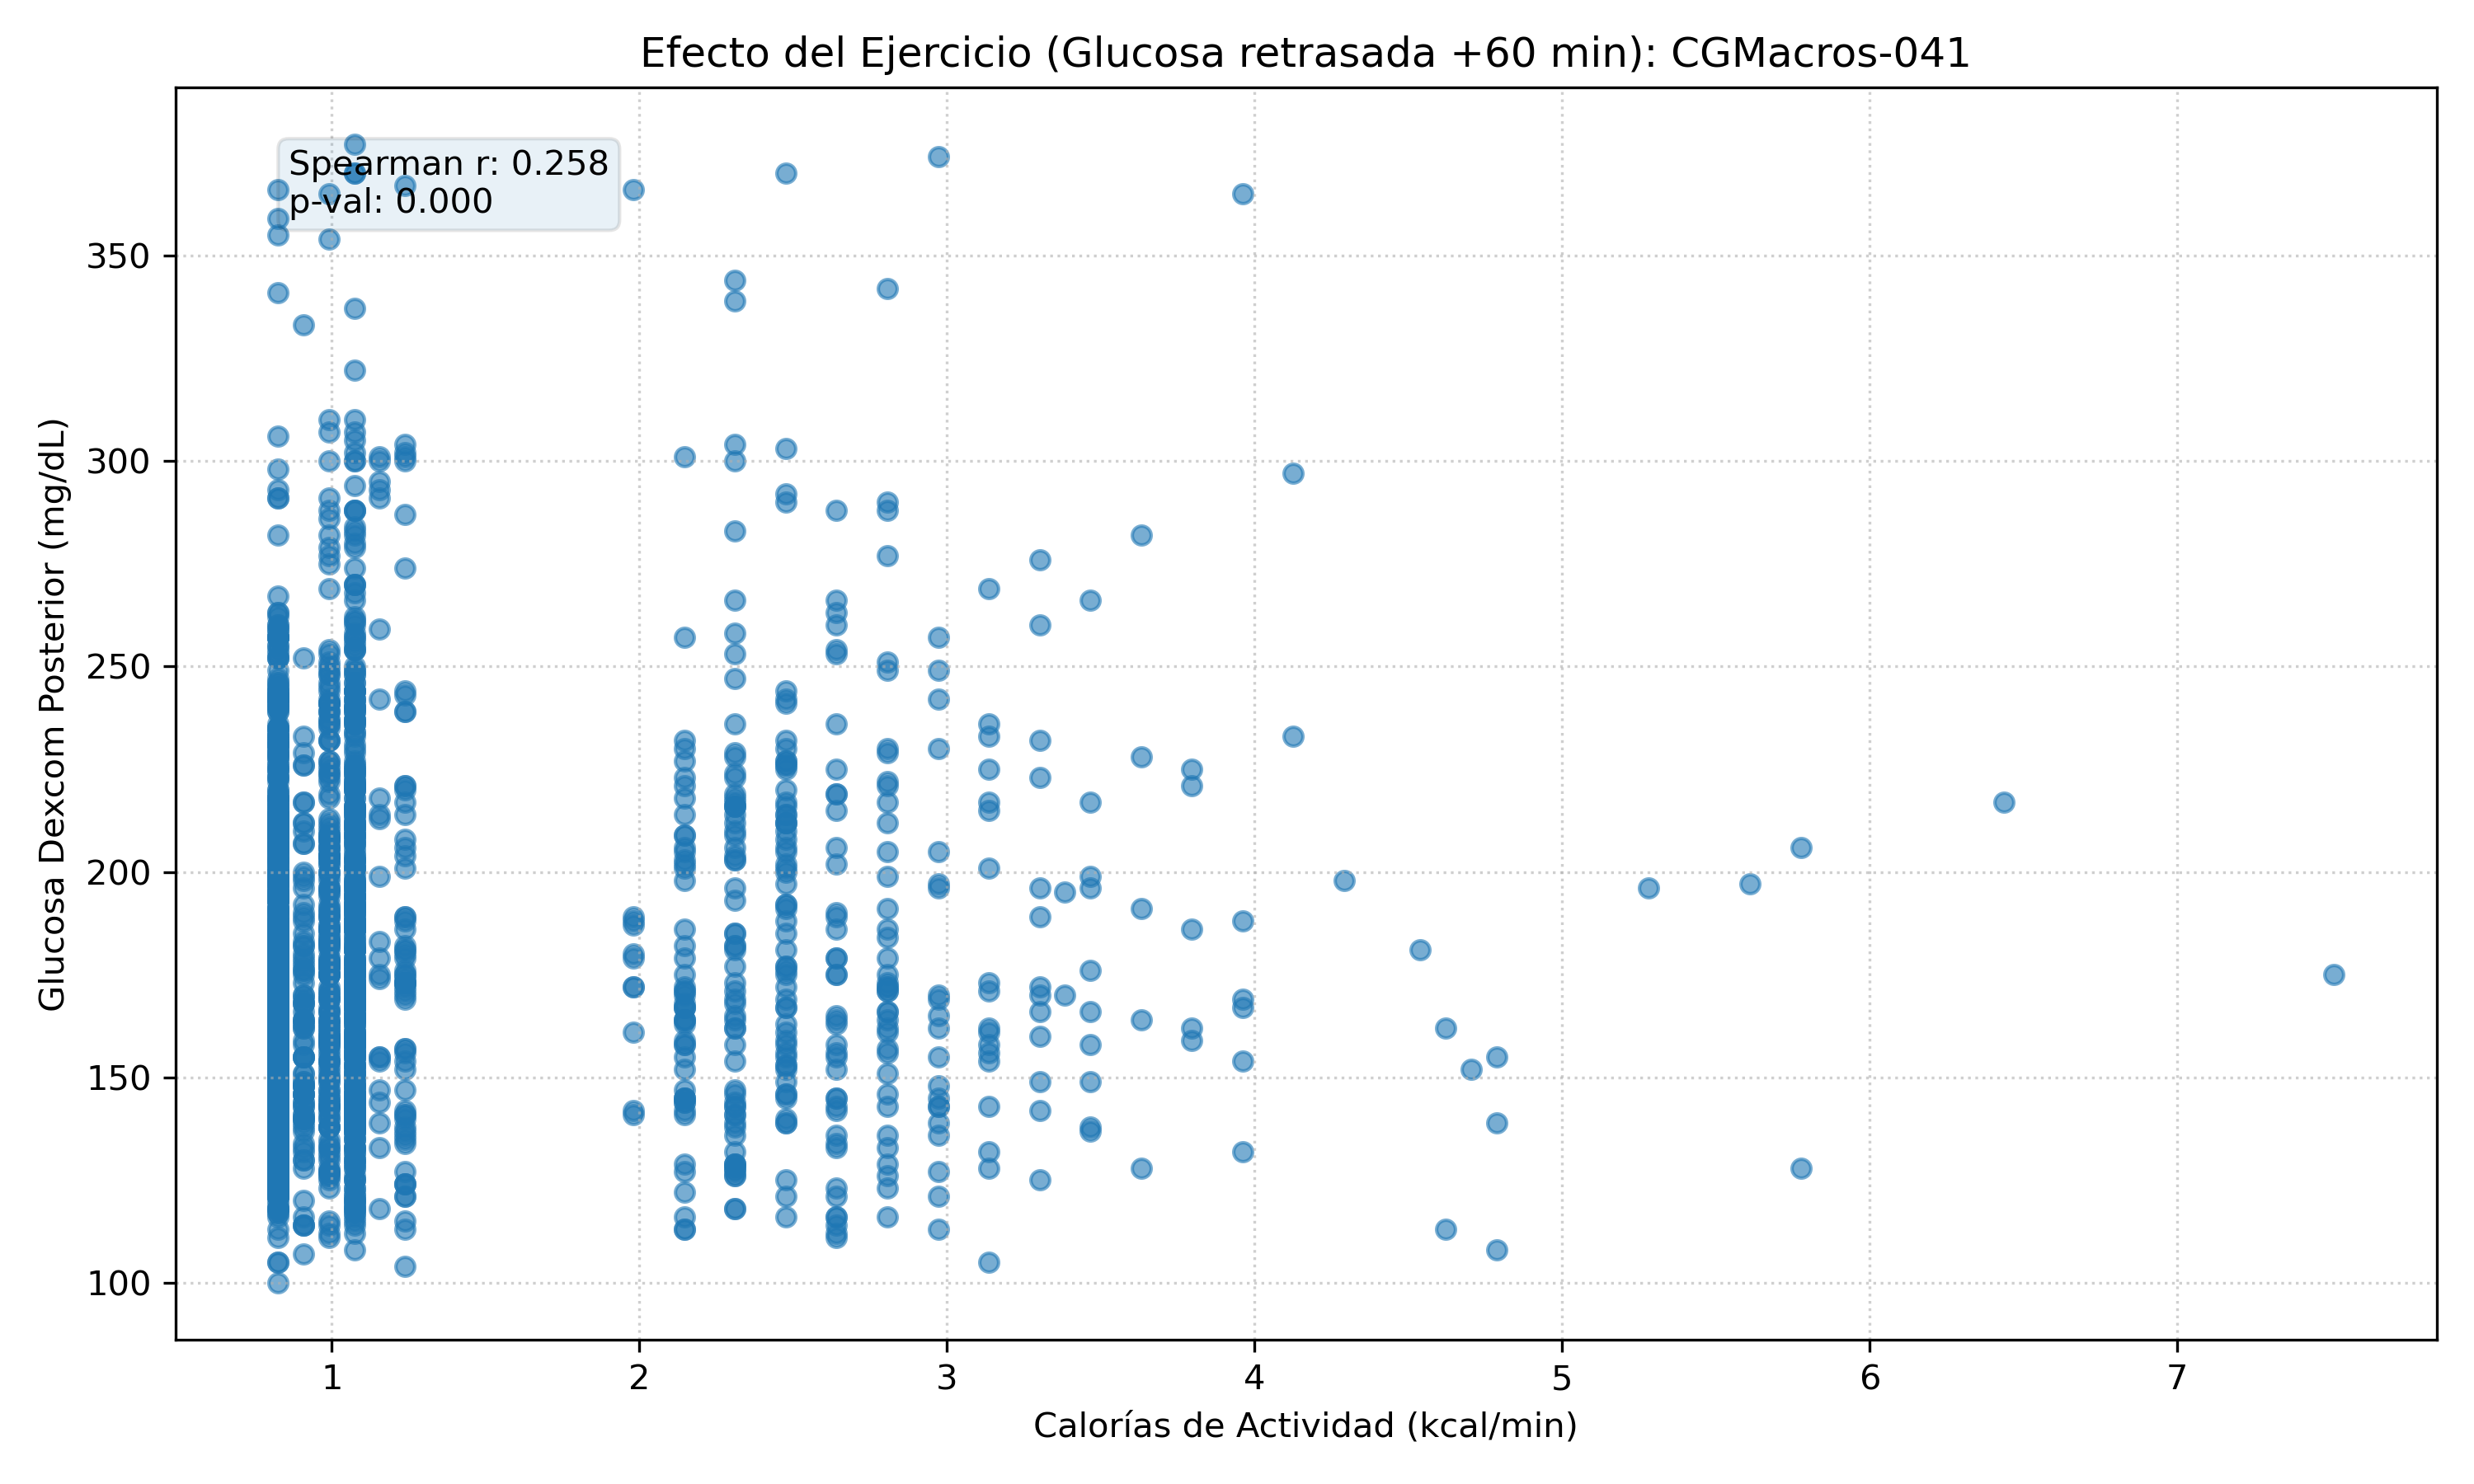 Efecto del Ejercicio (Glucosa retrasada +60 min): CGMacros-041
Spearman r: 0.258
p-val: 0.000
Glucosa Dexcom Posterior (mg/dL)
350
300
250
200
150
100
1 2 3 4 5 6 7
Calorías de Actividad (kcal/min)